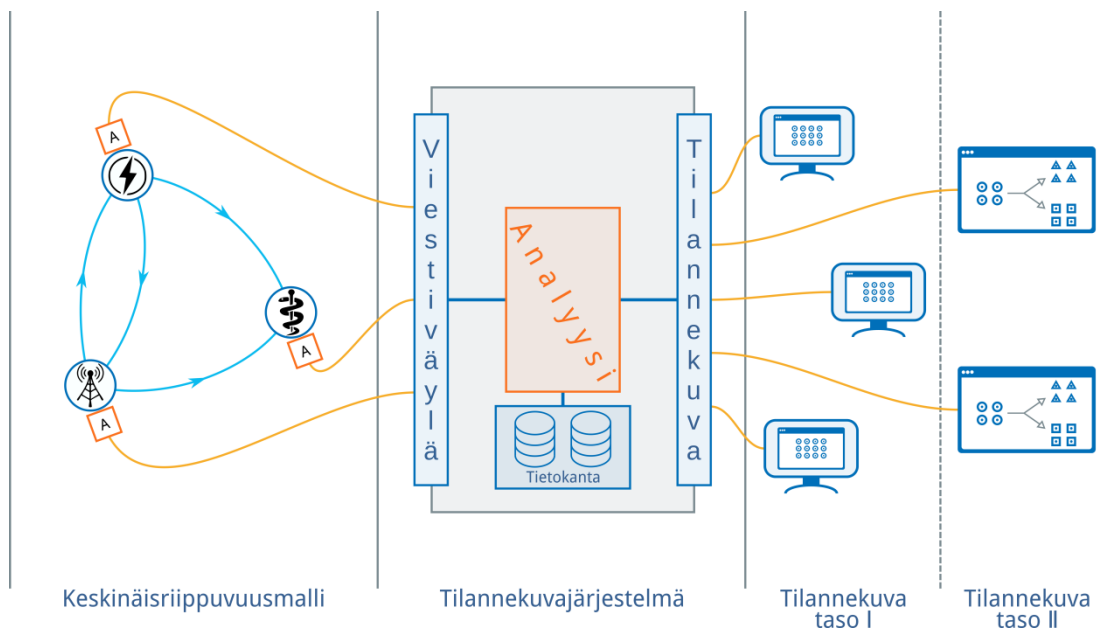 A
A
A
Viestiväylä
Analyysi
Tietokanta
Tilannekuva
Keskinäisriippuvuusmalli
Tilannekuvajärjestelmä
Tilannekuva
taso I
Tilannekuva
taso II